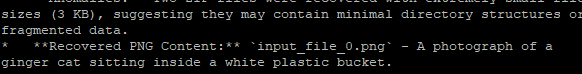 sizes (3 KB), suggesting they may contain minimal directory structures or
fragmented data.
*   **Recovered PNG Content:** `input_file_0.png` - A photograph of a
ginger cat sitting inside a white plastic bucket.